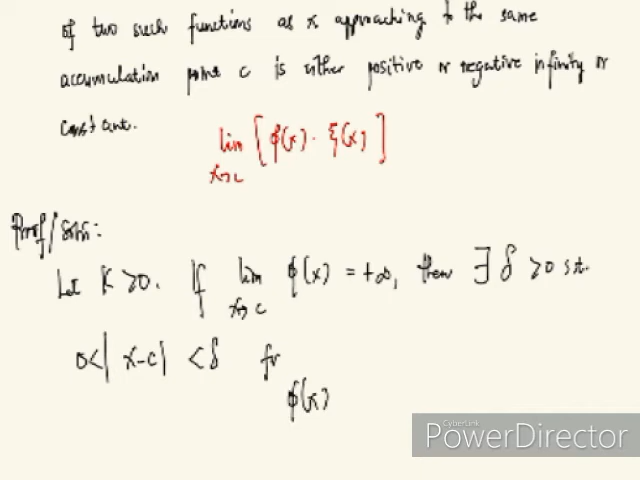 of two such functions as x approaching to the same
accumulation point c is either positive or negative infinity or
constant.
lim [ϕ(x) · ξ(x)]
x→c
Proof/Soln:
Let K >0. If lim ϕ(x) = +∞, then ∃ δ >0 s.t.
x→c
0<| x-c| <δ for
ϕ(x)
CyberLink
PowerDirector